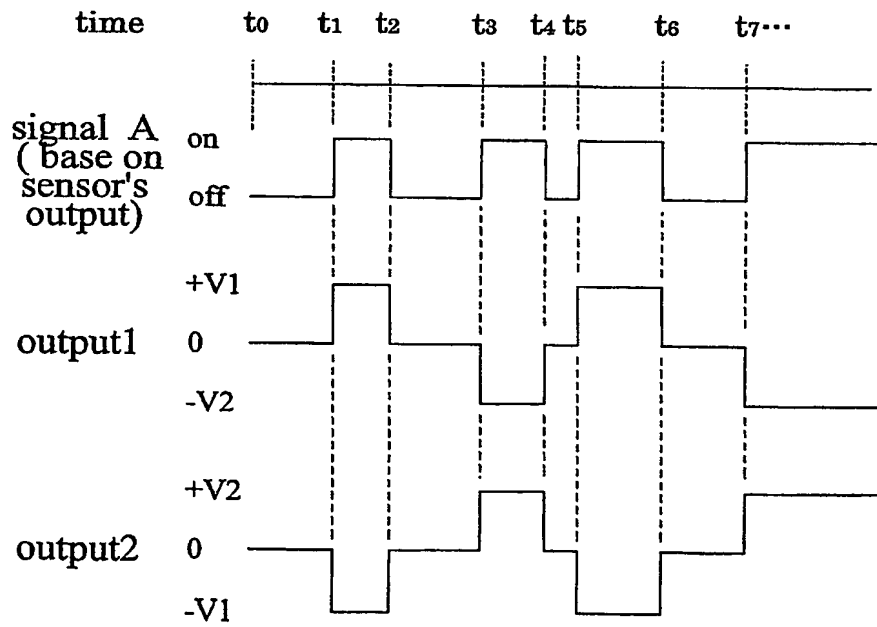 time t0 t1 t2 t3 t4 t5 t6 t7...
signal A
( base on
sensor's
output)
on
off
+V1
output1 0
-V2
+V2
output2 0
-V1